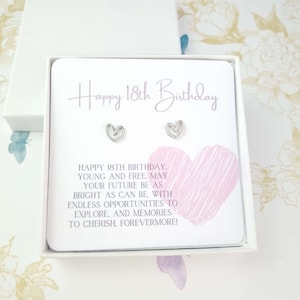 Happy 18th Birthday
HAPPY 18TH BIRTHDAY,
YOUNG AND FREE. MAY
YOUR FUTURE BE AS
BRIGHT AS CAN BE, WITH
ENDLESS OPPORTUNITIES TO
EXPLORE, AND MEMORIES
TO CHERISH, FOREVERMORE!